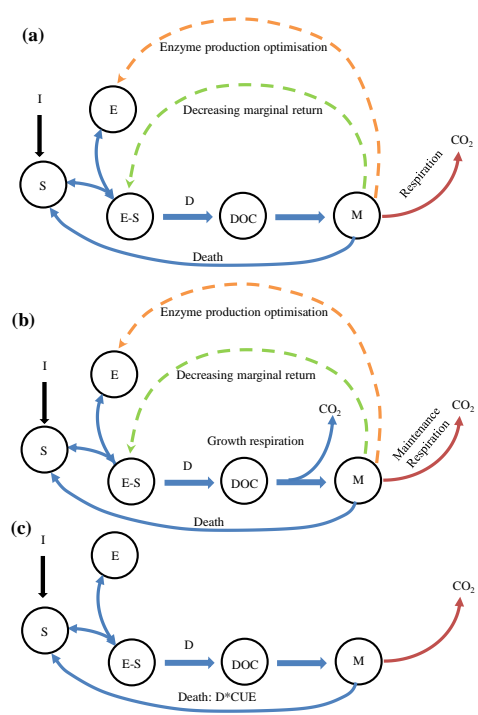 (a)
Enzyme production optimisation
E
Decreasing marginal return
I
CO2
Respiration
S
D
E-S
DOC
M
Death
(b)
Enzyme production optimisation
I
E
Decreasing marginal return
CO2
CO2
Maintenance
Respiration
Growth respiration
S
D
E-S
DOC
M
Death
(c)
I
E
CO2
S
D
E-S
DOC
M
Death: D*CUE